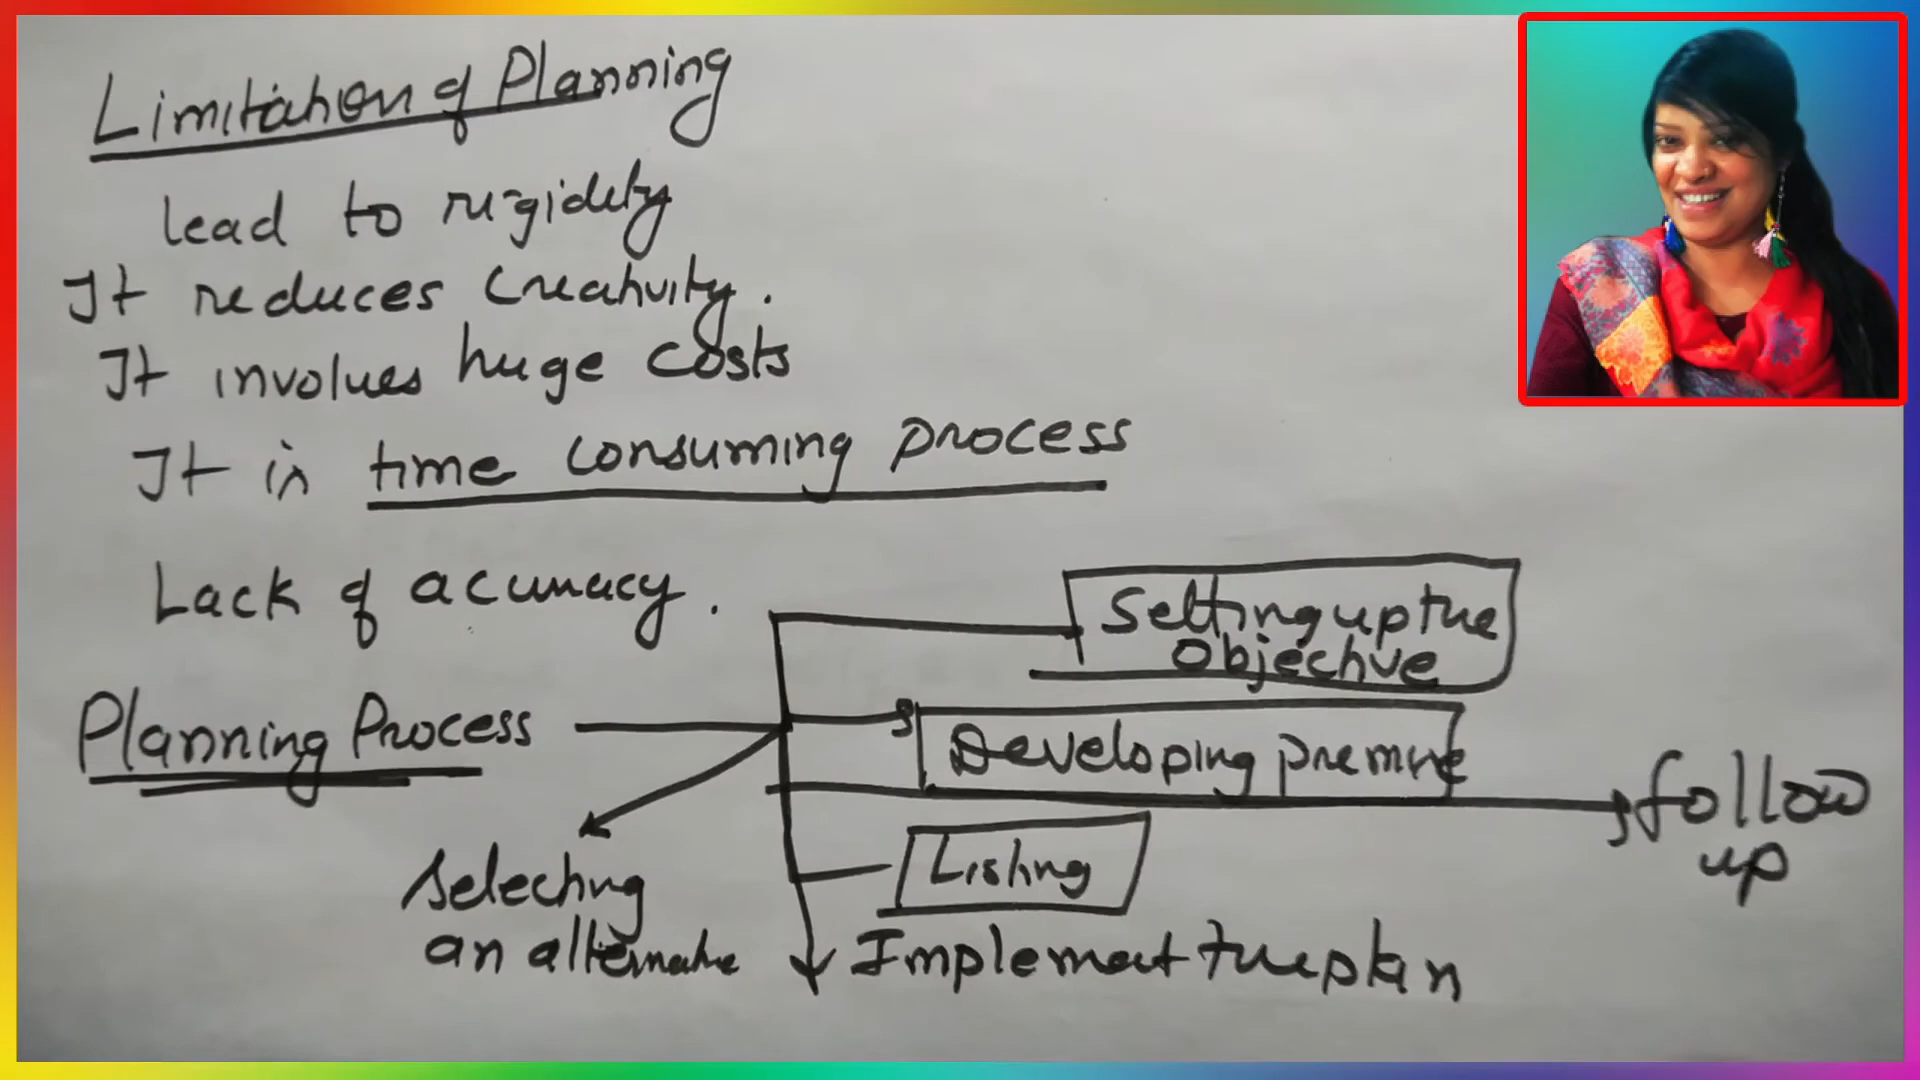 Limitation of Planning
lead to rigidity
It reduces creativity.
It involves huge costs
It is time consuming process
Lack of accuracy.
Planning Process
Setting up the
Objective
Developing premise
follow
up
Listing
Selecting
an alternative
Implement the plan